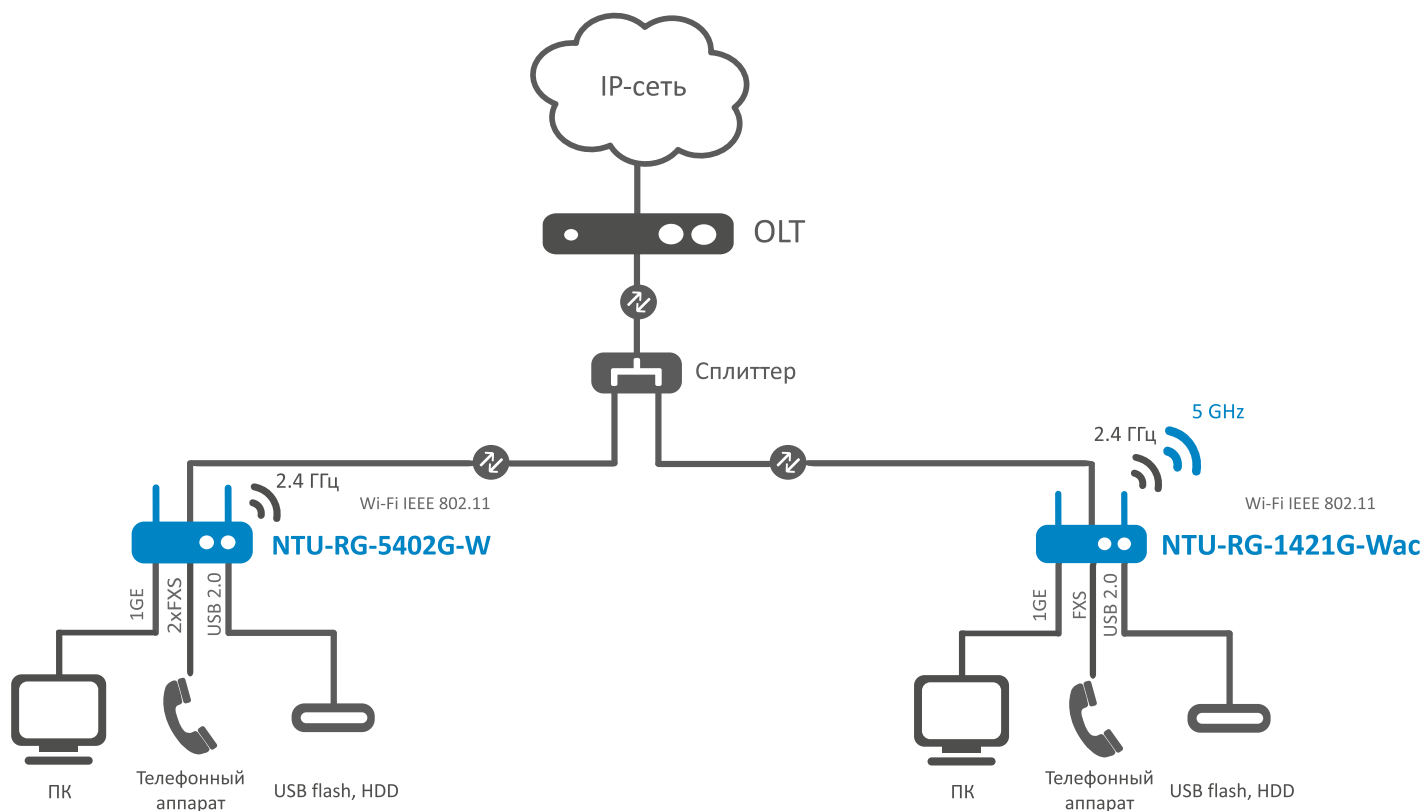 IP-сеть
OLT
Сплиттер
5 GHz
2.4 ГГц
2.4 ГГц
Wi-Fi IEEE 802.11
Wi-Fi IEEE 802.11
NTU-RG-5402G-W
NTU-RG-1421G-Wac
1GE
2xFXS
USB 2.0
1GE
FXS
USB 2.0
ПК
Телефонный
аппарат
USB flash, HDD
ПК
Телефонный
аппарат
USB flash, HDD